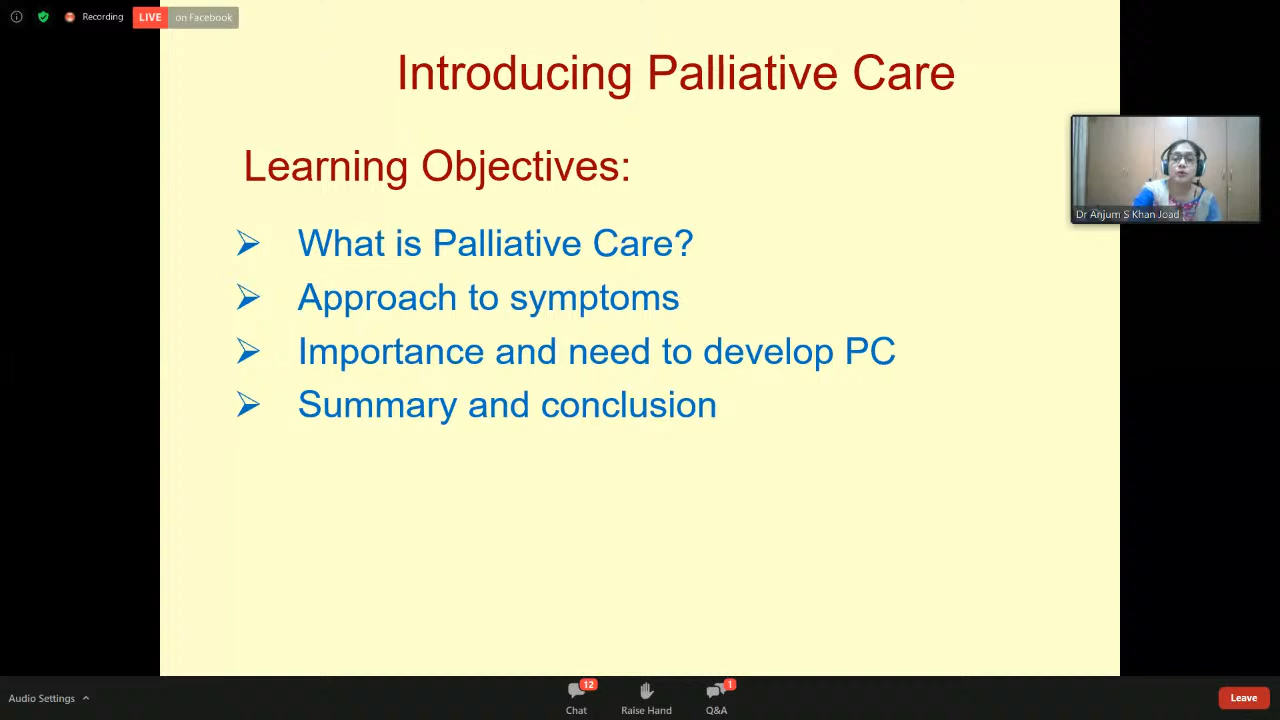 Recording LIVE on Facebook
Introducing Palliative Care
Learning Objectives:
What is Palliative Care?
Approach to symptoms
Importance and need to develop PC
Summary and conclusion
Dr Anjum S Khan Joad
Audio Settings
12
Chat
Raise Hand
1
Q&A
Leave